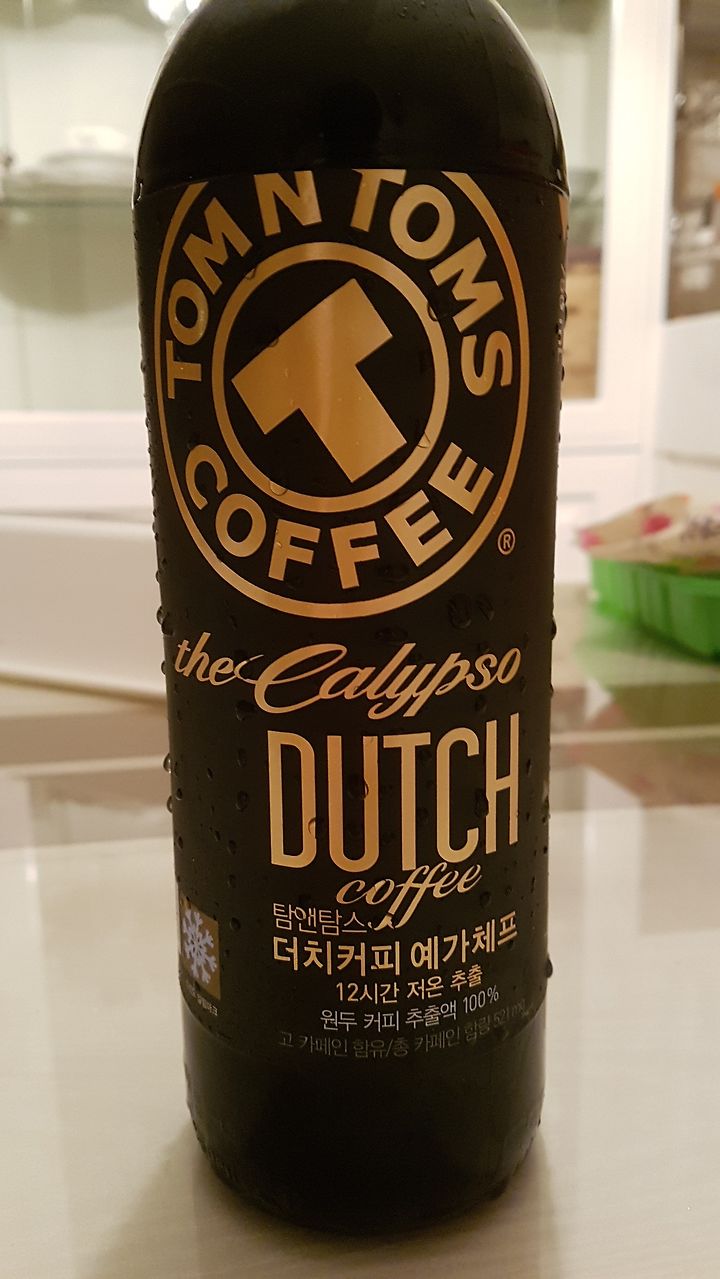 TOM N TOMS
COFFEE
T
®
the Calypso
DUTCH
coffee
탐앤탐스
더치커피 예가체프
12시간 저온 추출
원두 커피 추출액 100%
고 카페인 함유/총 카페인 함량 521 mg